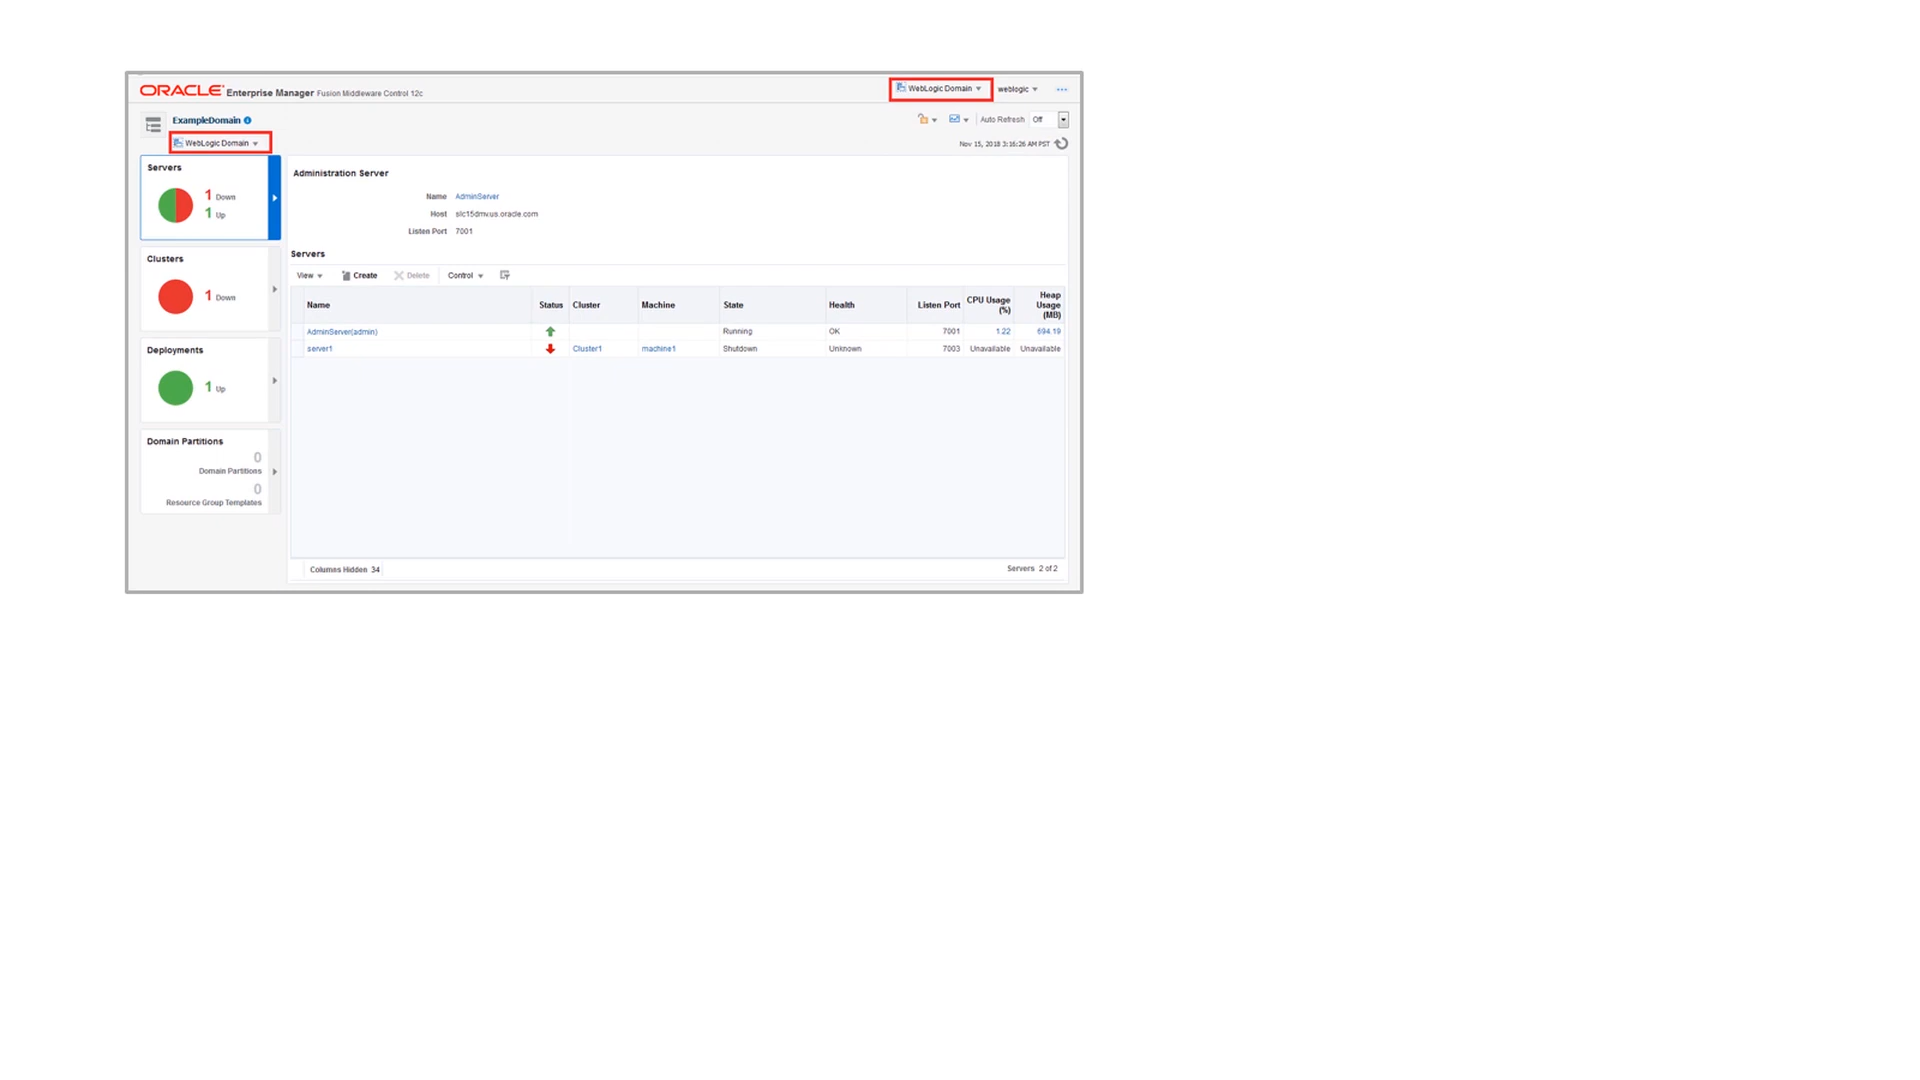 ORACLE Enterprise Manager Fusion Middleware Control 12c
WebLogic Domain weblogic
ExampleDomain
Auto Refresh Off
WebLogic Domain
Nov 15, 2018 3:16:26 AM PST
Servers
1 Down
1 Up
Clusters
1 Down
Deployments
1 Up
Domain Partitions
0
Domain Partitions
0
Resource Group Templates
Administration Server
Name AdminServer
Host slc15dmv.us.oracle.com
Listen Port 7001
Servers
View Create Delete Control
Name Status Cluster Machine State Health Listen Port CPU Usage (%) Heap Usage (MB)
AdminServer(admin) Running OK 7001 1.22 694.19
server1 Cluster1 machine1 Shutdown Unknown 7003 Unavailable Unavailable
Columns Hidden 34
Servers 2 of 2